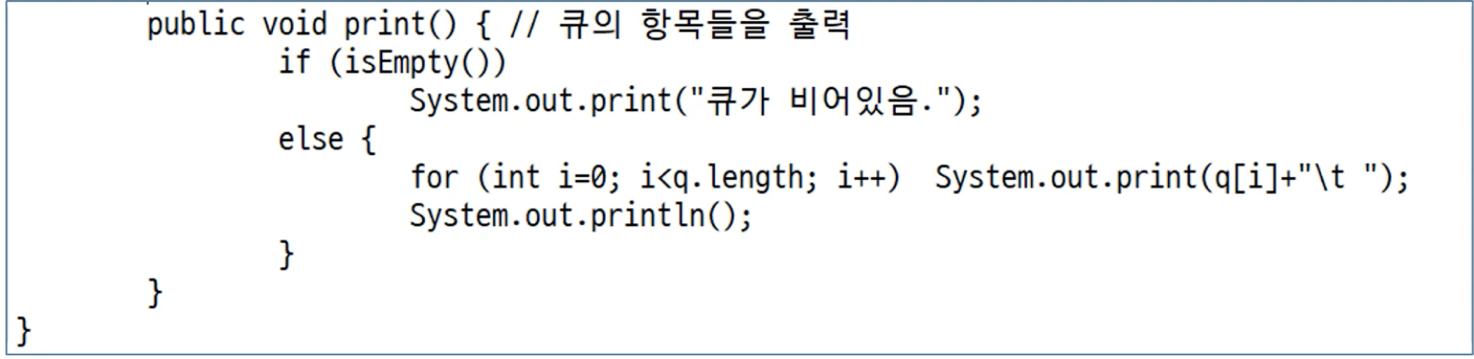 public void print() { // 큐의 항목들을 출력
if (isEmpty())
System.out.print("큐가 비어있음.");
else {
for (int i=0; i<q.length; i++)  System.out.print(q[i]+"\t ");
System.out.println();
}
}
}